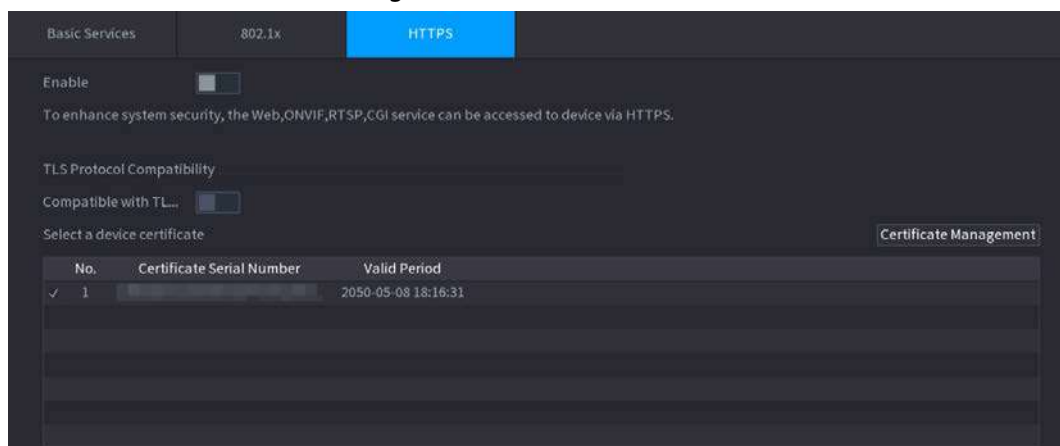 Basic Services 802.1x HTTPS
Enable
To enhance system security, the Web,ONVIF,RTSP,CGI service can be accessed to device via HTTPS.
TLS Protocol Compatibility
Compatible with TL...
Select a device certificate Certificate Management
No. Certificate Serial Number Valid Period
1 2050-05-08 18:16:31